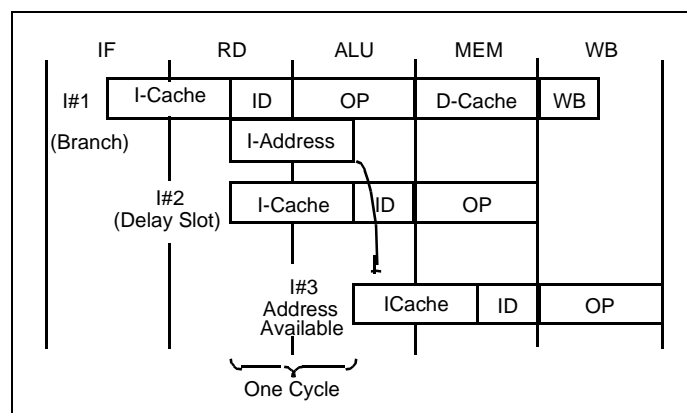 IF RD ALU MEM WB
I#1 I-Cache ID OP D-Cache WB
(Branch) I-Address
I#2 I-Cache ID OP
(Delay Slot)
I#3
Address ICache ID OP
Available
One Cycle